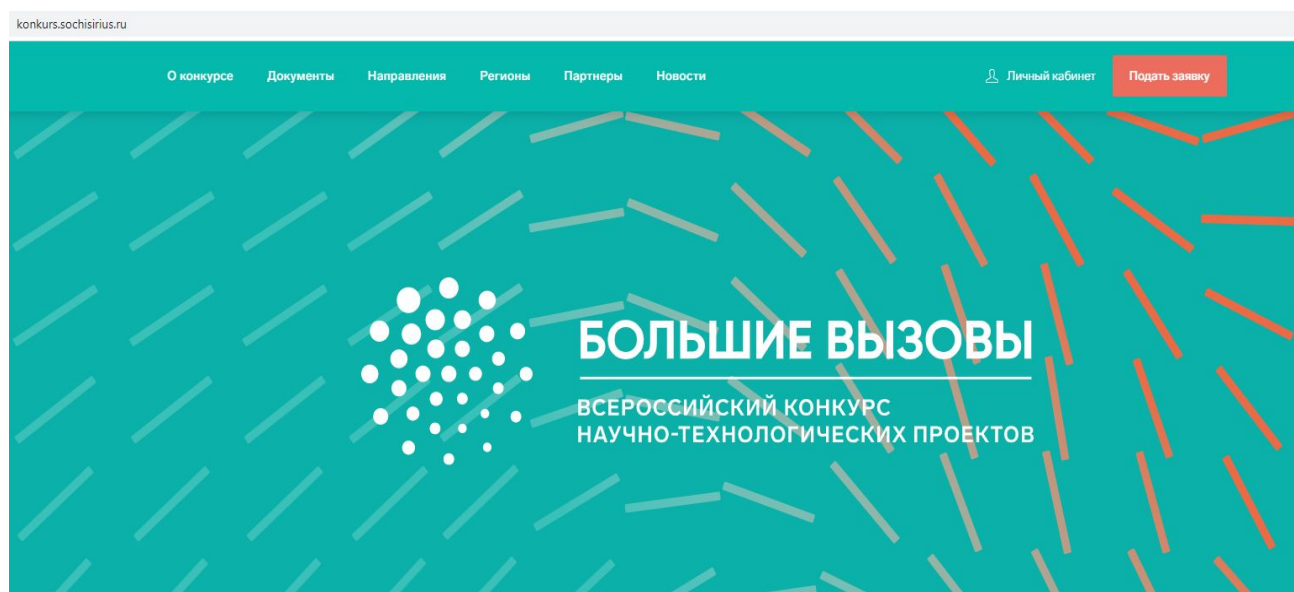 konkurs.sochisirius.ru
О конкурсе Документы Направления Регионы Партнеры Новости Личный кабинет Подать заявку
БОЛЬШИЕ ВЫЗОВЫ
ВСЕРОССИЙСКИЙ КОНКУРС
НАУЧНО-ТЕХНОЛОГИЧЕСКИХ ПРОЕКТОВ